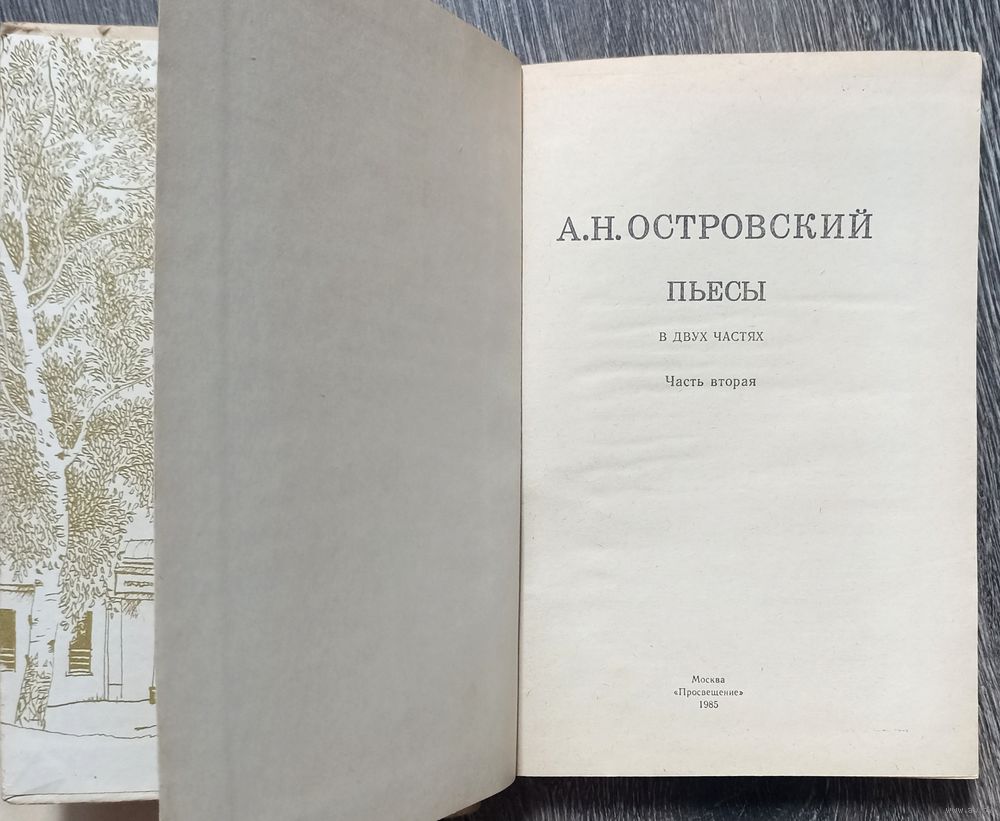 А.Н. ОСТРОВСКИЙ
ПЬЕСЫ
В ДВУХ ЧАСТЯХ
Часть вторая
Москва
«Просвещение»
1985